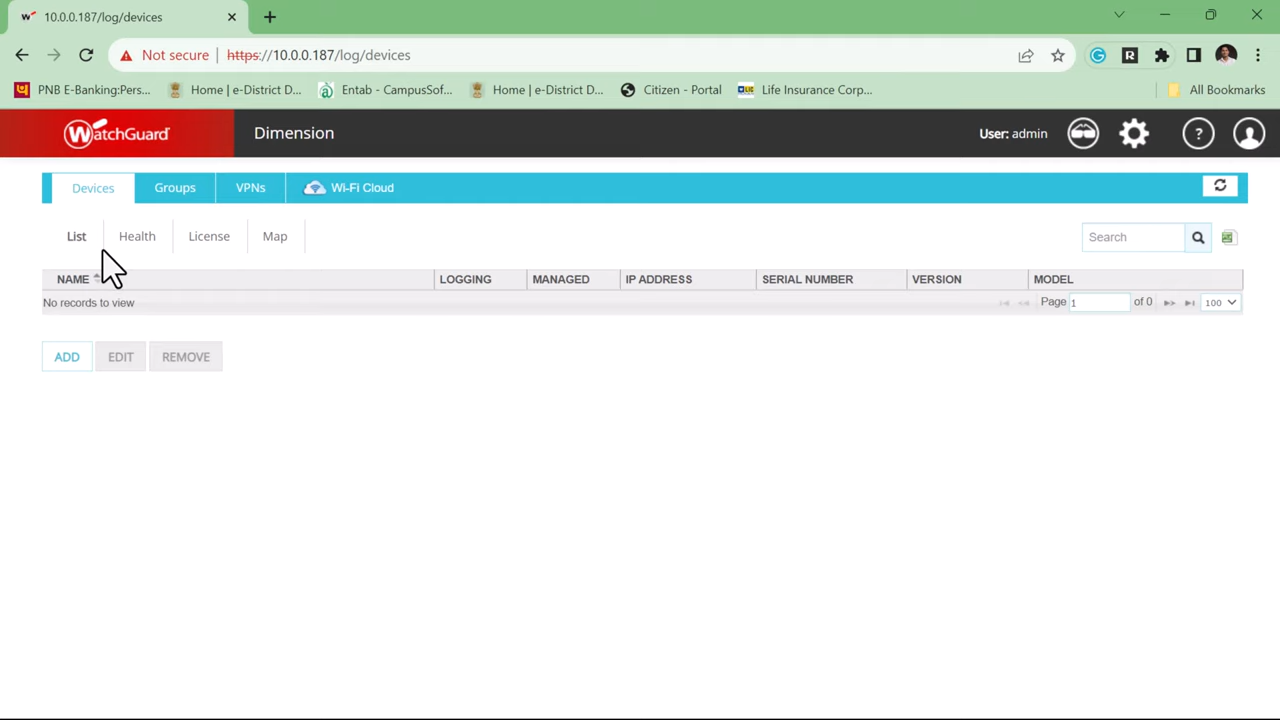 10.0.0.187/log/devices
Not secure https://10.0.0.187/log/devices
PNB E-Banking:Pers... Home | e-District D... Entab - CampusSof... Home | e-District D... Citizen - Portal Life Insurance Corp... All Bookmarks
WatchGuard Dimension User: admin
Devices Groups VPNs Wi-Fi Cloud
List Health License Map Search
NAME LOGGING MANAGED IP ADDRESS SERIAL NUMBER VERSION MODEL
No records to view Page 1 of 0 100
ADD EDIT REMOVE